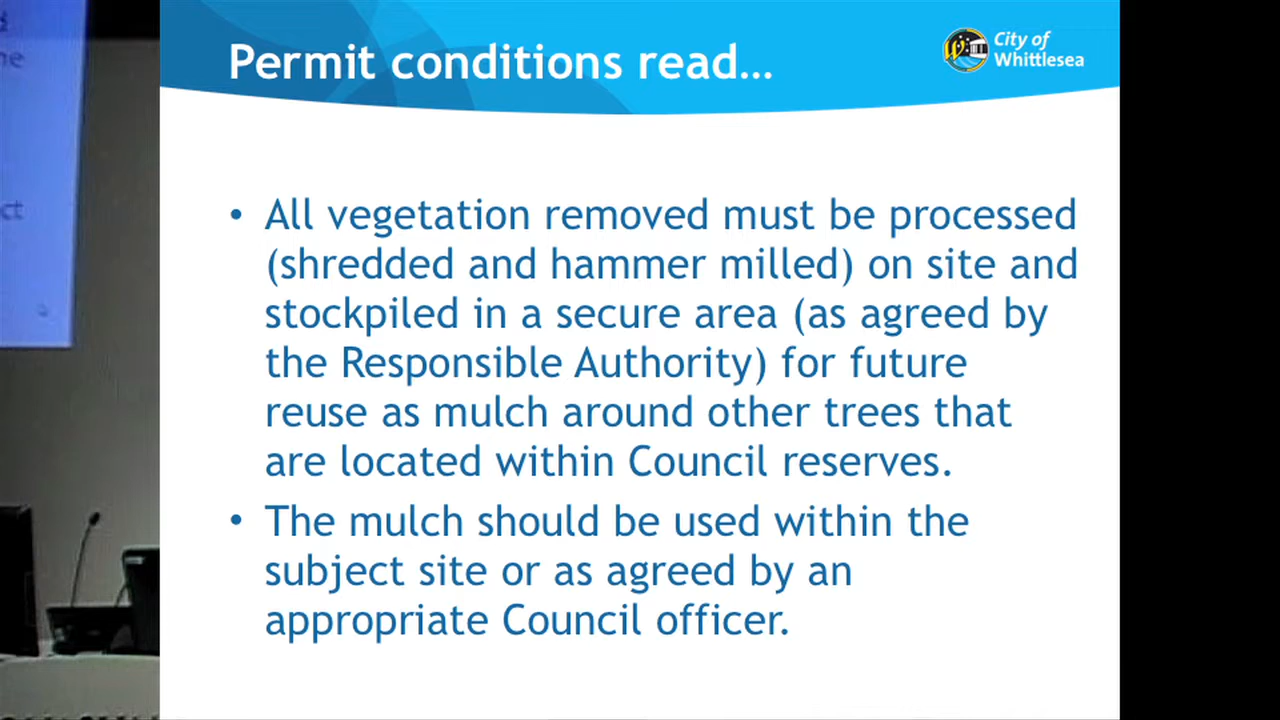 Permit conditions read...
City of
Whittlesea
• All vegetation removed must be processed
(shredded and hammer milled) on site and
stockpiled in a secure area (as agreed by
the Responsible Authority) for future
reuse as mulch around other trees that
are located within Council reserves.
• The mulch should be used within the
subject site or as agreed by an
appropriate Council officer.